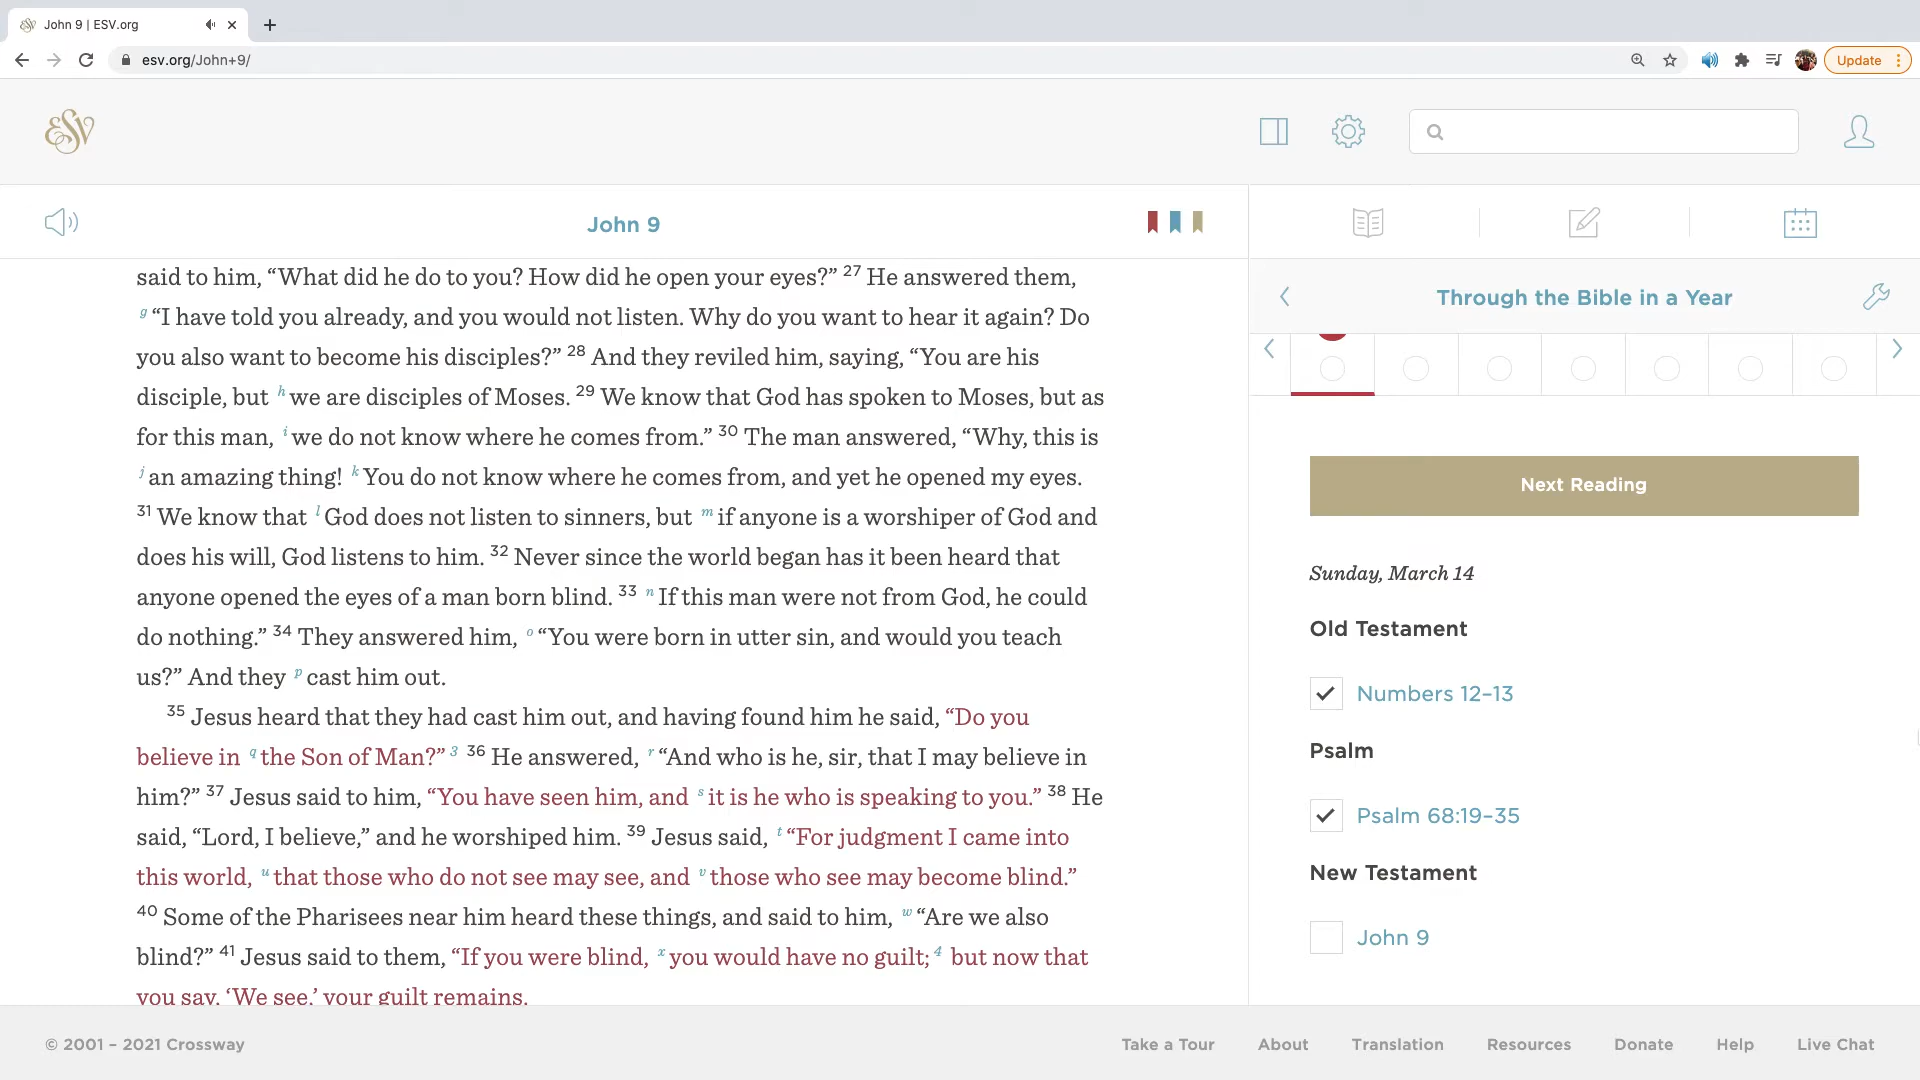 John 9 | ESV.org
esv.org/John+9/
Update
ESV
John 9
said to him, “What did he do to you? How did he open your eyes?” 27 He answered them,
g “I have told you already, and you would not listen. Why do you want to hear it again? Do
you also want to become his disciples?” 28 And they reviled him, saying, “You are his
disciple, but h we are disciples of Moses. 29 We know that God has spoken to Moses, but as
for this man, i we do not know where he comes from.” 30 The man answered, “Why, this is
j an amazing thing! k You do not know where he comes from, and yet he opened my eyes.
31 We know that l God does not listen to sinners, but m if anyone is a worshiper of God and
does his will, God listens to him. 32 Never since the world began has it been heard that
anyone opened the eyes of a man born blind. 33 n If this man were not from God, he could
do nothing.” 34 They answered him, o “You were born in utter sin, and would you teach
us?” And they p cast him out.
35 Jesus heard that they had cast him out, and having found him he said, “Do you
believe in q the Son of Man?” 3 36 He answered, r “And who is he, sir, that I may believe in
him?” 37 Jesus said to him, “You have seen him, and s it is he who is speaking to you.” 38 He
said, “Lord, I believe,” and he worshiped him. 39 Jesus said, t “For judgment I came into
this world, u that those who do not see may see, and v those who see may become blind.”
40 Some of the Pharisees near him heard these things, and said to him, w “Are we also
blind?” 41 Jesus said to them, “If you were blind, x you would have no guilt; 4 but now that
you say, ‘We see,’ your guilt remains.
Through the Bible in a Year
Next Reading
Sunday, March 14
Old Testament
Numbers 12–13
Psalm
Psalm 68:19–35
New Testament
John 9
© 2001 – 2021 Crossway
Take a Tour
About
Translation
Resources
Donate
Help
Live Chat